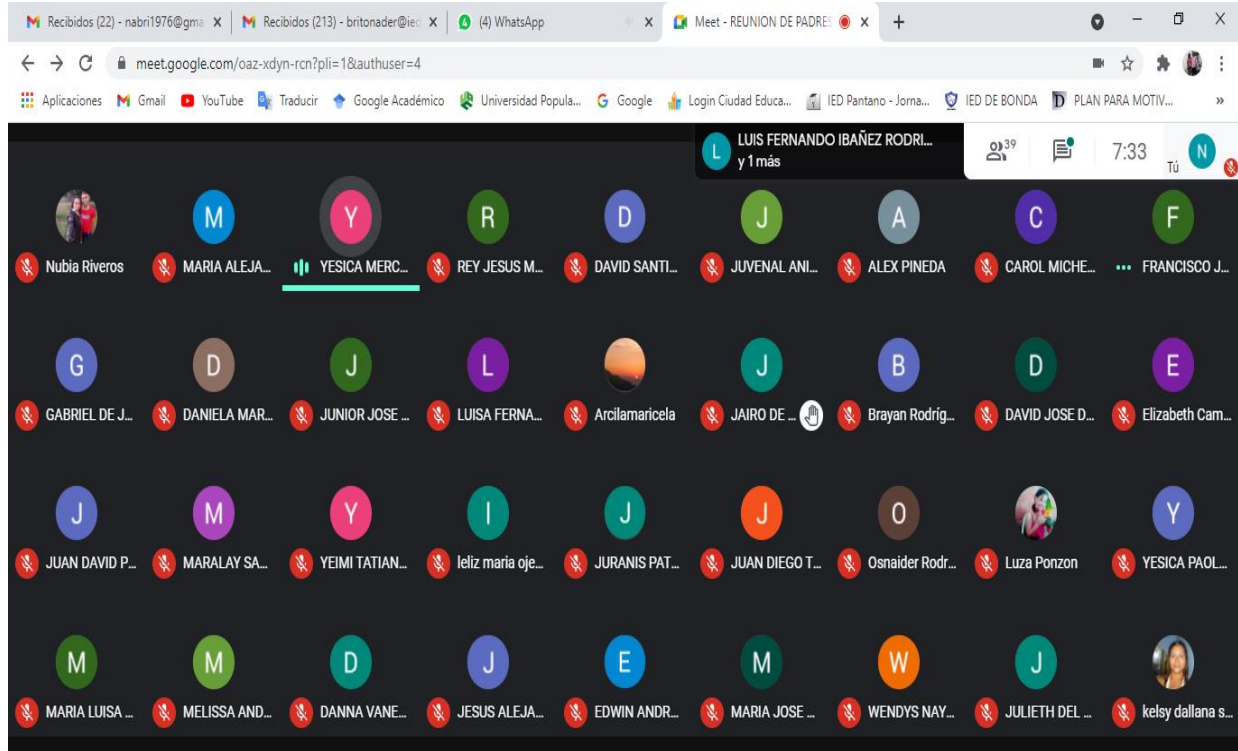 Recibidos (22) - nabri1976@gma
Recibidos (213) - britonader@ied
(4) WhatsApp
Meet - REUNION DE PADRES
meet.google.com/oaz-xdyn-rcn?pli=1&authuser=4
Aplicaciones
Gmail
YouTube
Traducir
Google Académico
Universidad Popula...
Google
Login Ciudad Educa...
IED Pantano - Jorna...
IED DE BONDA
PLAN PARA MOTIV...
»
L
LUIS FERNANDO IBAÑEZ RODRI...
y 1 más
39
7:33
Tú
N
M
Y
R
D
J
A
C
F
Nubia Riveros
MARIA ALEJA...
YESICA MERC...
REY JESUS M...
DAVID SANTI...
JUVENAL ANI...
ALEX PINEDA
CAROL MICHE...
FRANCISCO J...
G
D
J
L
J
B
D
E
GABRIEL DE J...
DANIELA MAR...
JUNIOR JOSE ...
LUISA FERNA...
Arcilamaricela
JAIRO DE ...
Brayan Rodríg...
DAVID JOSE D...
Elizabeth Cam...
J
M
Y
I
J
J
O
Y
JUAN DAVID P...
MARALAY SA...
YEIMI TATIAN...
leliz maria oje...
JURANIS PAT...
JUAN DIEGO T...
Osnaider Rodr...
Luza Ponzon
YESICA PAOL...
M
M
D
J
E
M
W
J
MARIA LUISA ...
MELISSA AND...
DANNA VANE...
JESUS ALEJA...
EDWIN ANDR...
MARIA JOSE ...
WENDYS NAY...
JULIETH DEL ...
kelsy dallana s...